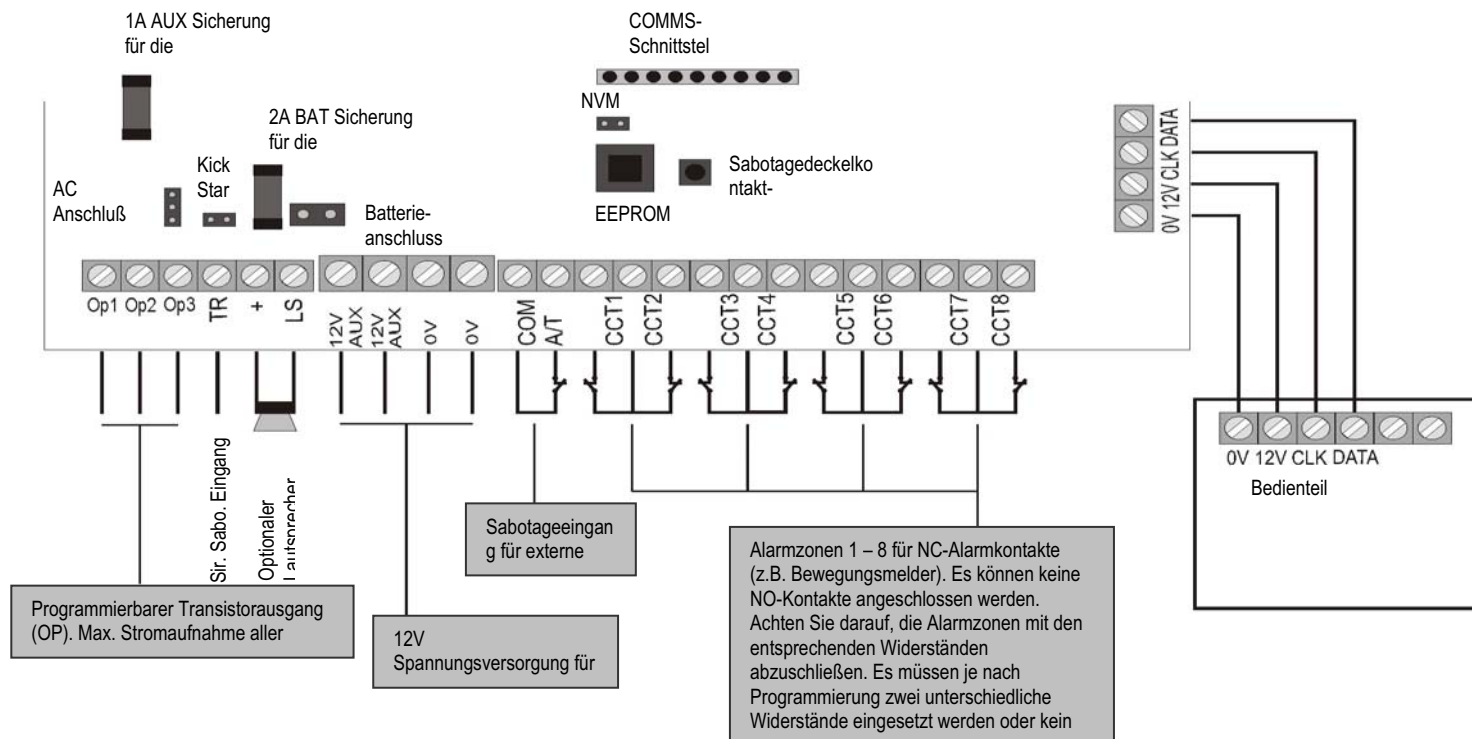 1A AUX Sicherung
für die
COMMS-
Schnittstel
NVM
2A BAT Sicherung
für die
Kick
Star
AC
Anschluß
Batterie-
anschluss
Sabotagedeckelko
ntakt-
EEPROM
0V 12V CLK DATA
Op1 Op2 Op3 TR + LS
12V
AUX
12V
AUX
0V
0V
COM
A/T
CCT1
CCT2
CCT3
CCT4
CCT5
CCT6
CCT7
CCT8
0V 12V CLK DATA
Bedienteil
Sir. Sabo. Eingang
Optionaler
Lautsprecher
Sabotageeingan
g für externe
Programmierbarer Transistorausgang
(OP). Max. Stromaufnahme aller
12V
Spannungsversorgung für
Alarmzonen 1 – 8 für NC-Alarmkontakte
(z.B. Bewegungsmelder). Es können keine
NO-Kontakte angeschlossen werden.
Achten Sie darauf, die Alarmzonen mit den
entsprechenden Widerständen
abzuschließen. Es müssen je nach
Programmierung zwei unterschiedliche
Widerstände eingesetzt werden oder kein